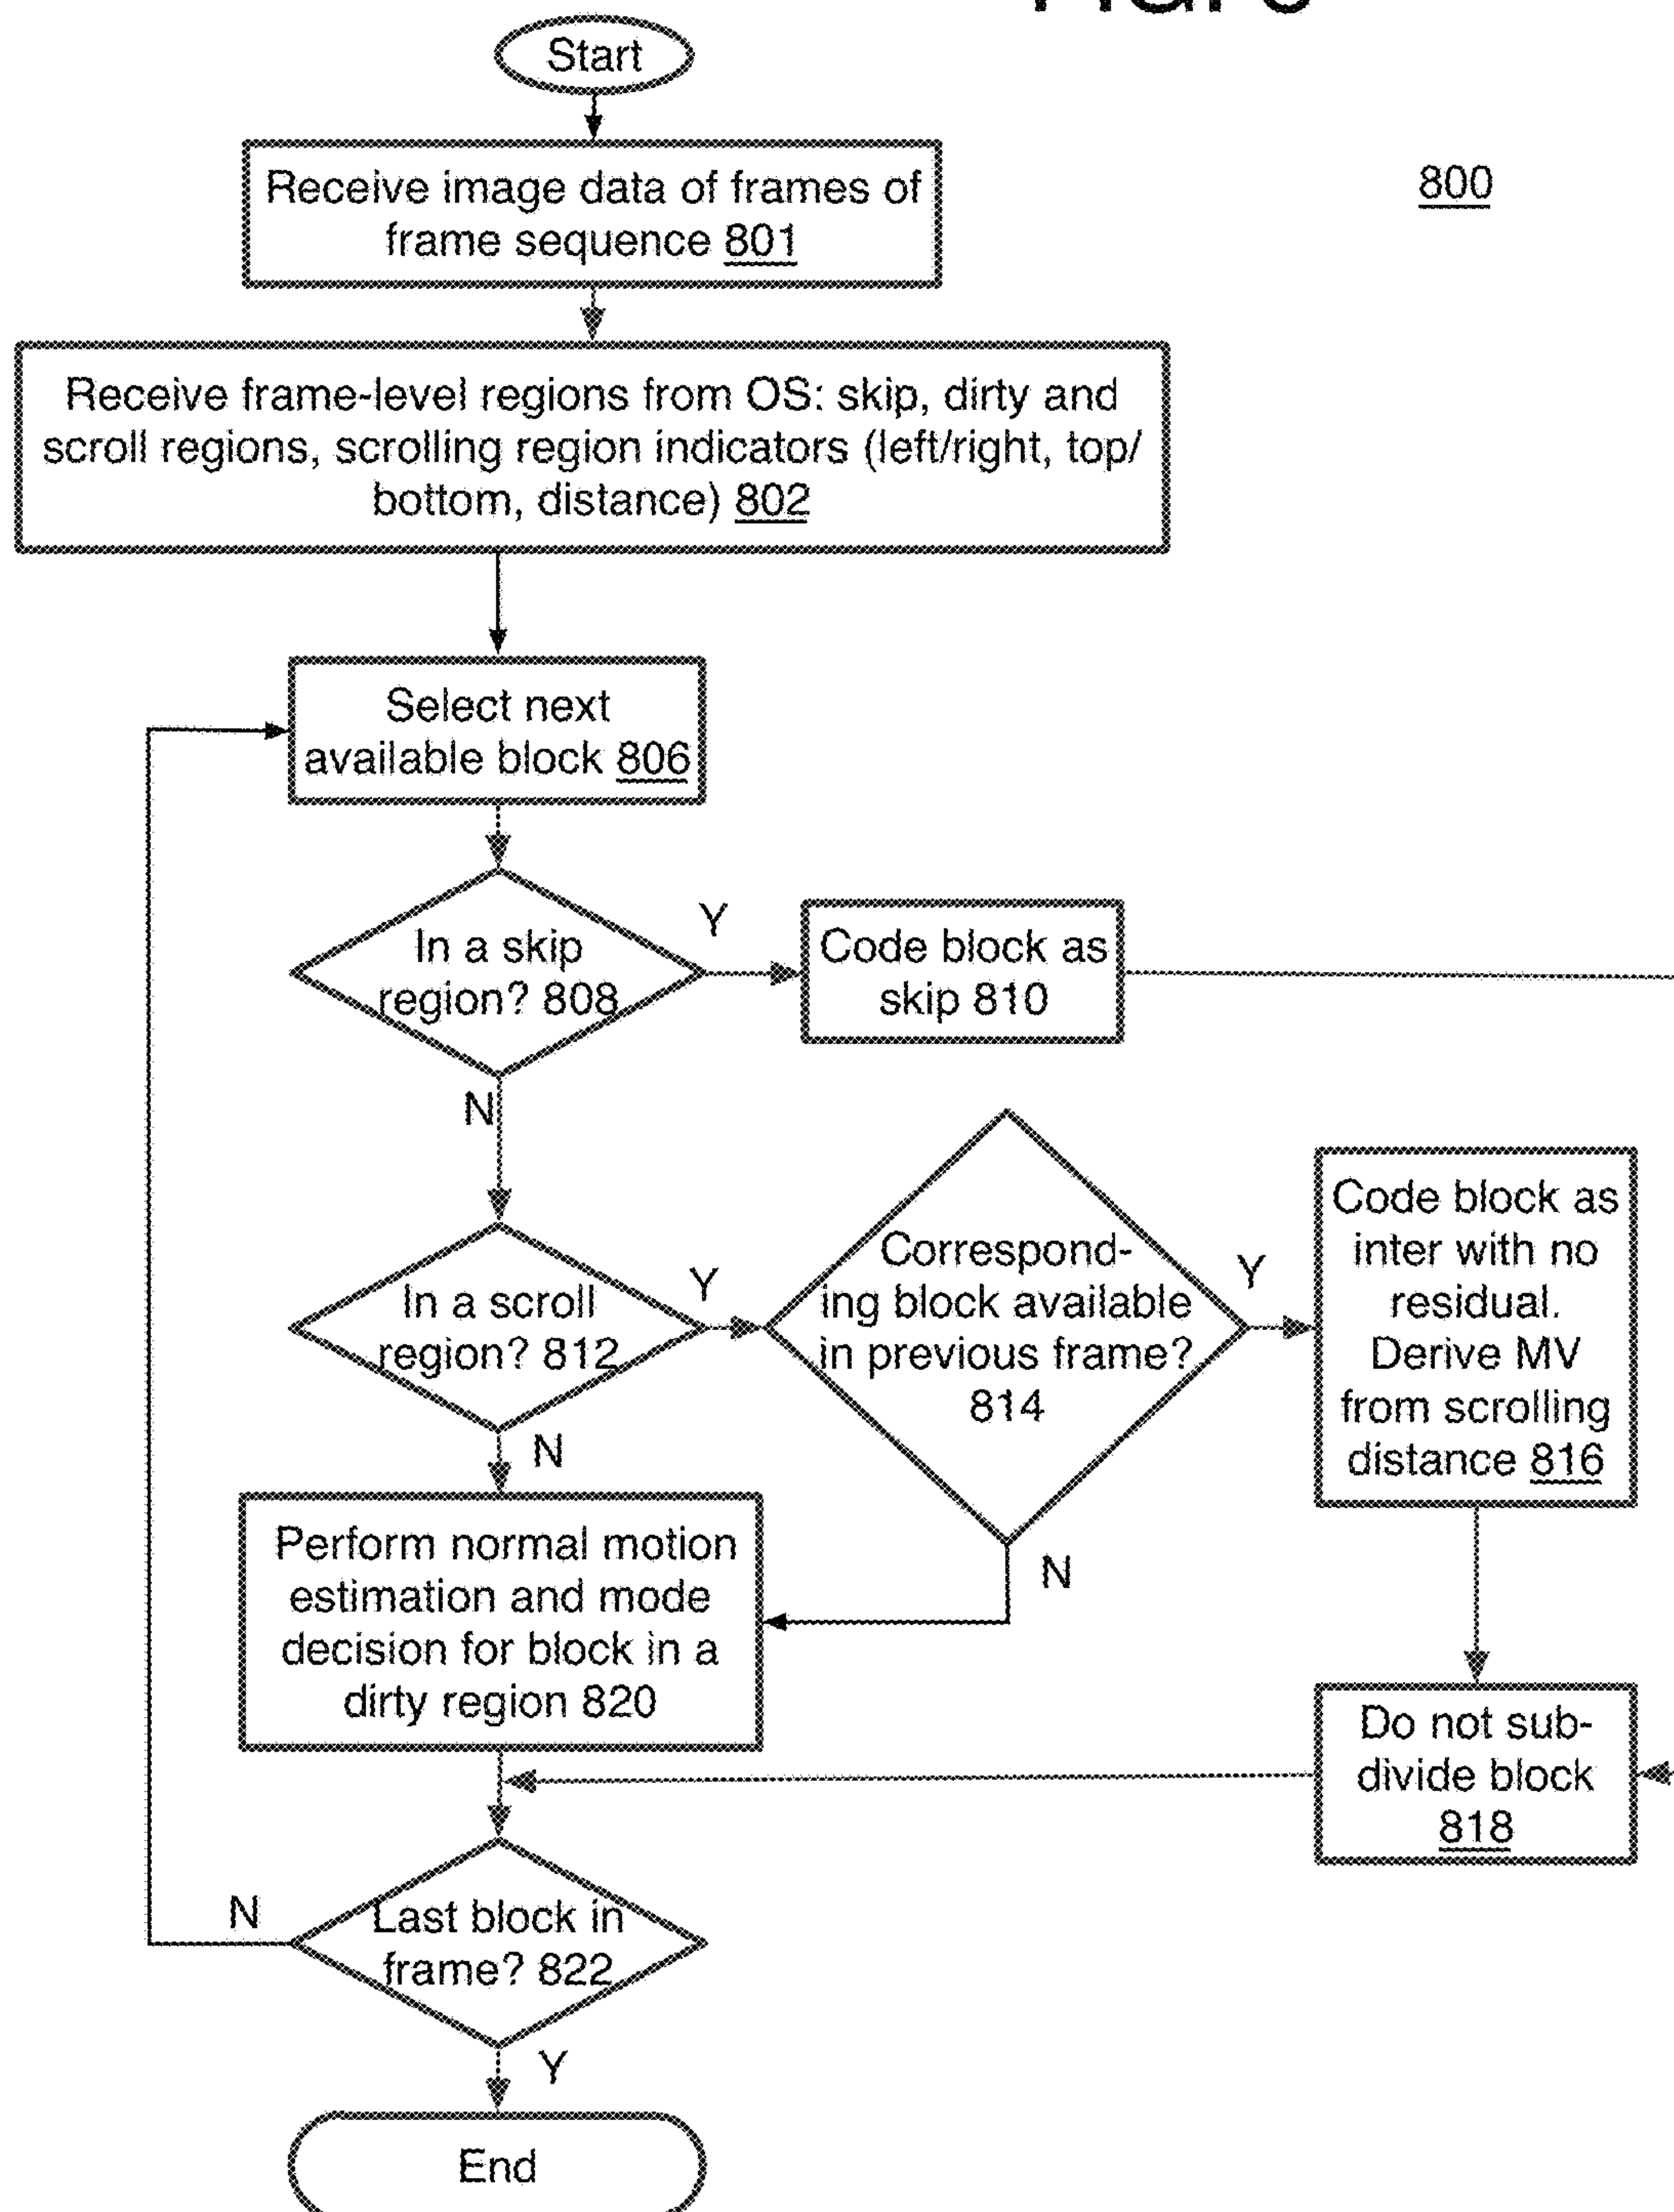 Start
800
Receive image data of frames of
frame sequence 801
Receive frame-level regions from OS: skip, dirty and
scroll regions, scrolling region indicators (left/right, top/
bottom, distance) 802
Select next
available block 806
In a skip
region? 808
Y
Code block as
skip 810
N
In a scroll
region? 812
Y
Correspond-
ing block available
in previous frame?
814
Y
Code block as
inter with no
residual.
Derive MV
from scrolling
distance 816
N
N
Perform normal motion
estimation and mode
decision for block in a
dirty region 820
Do not sub-
divide block
818
Last block in
frame? 822
N
Y
End